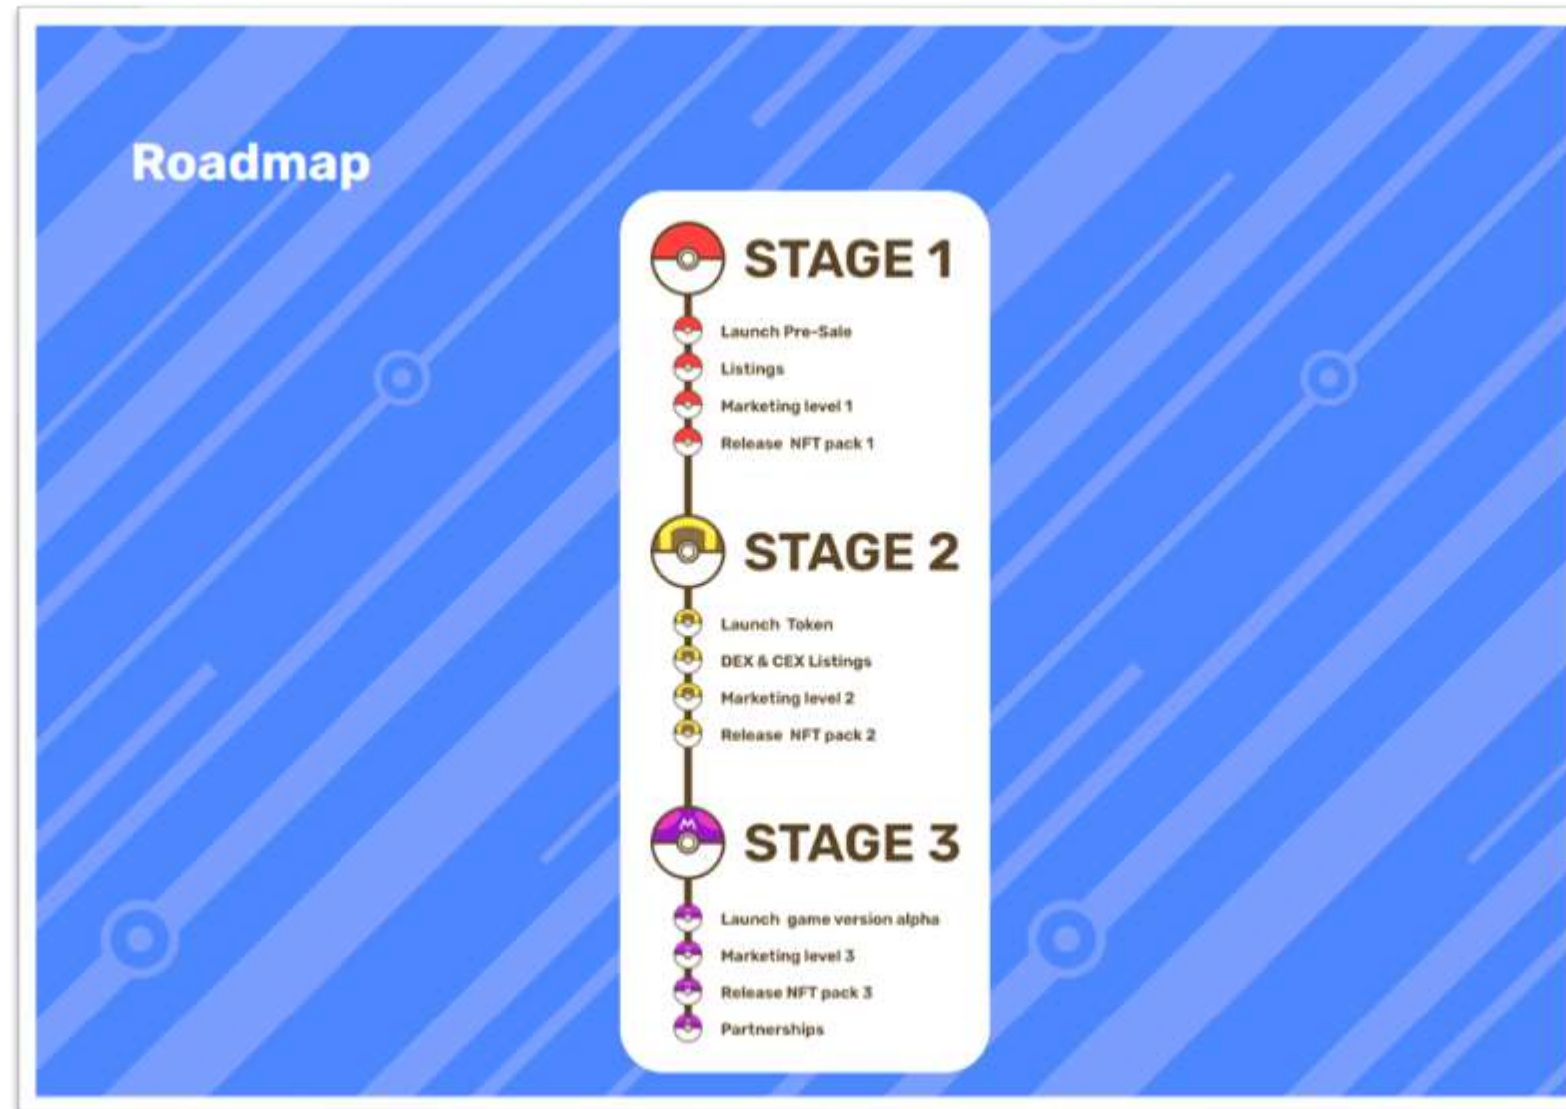 Roadmap
STAGE 1
Launch Pre-Sale
Listings
Marketing level 1
Release NFT pack 1
STAGE 2
Launch Token
DEX & CEX Listings
Marketing level 2
Release NFT pack 2
M
STAGE 3
Launch game version alpha
Marketing level 3
Release NFT pack 3
Partnerships